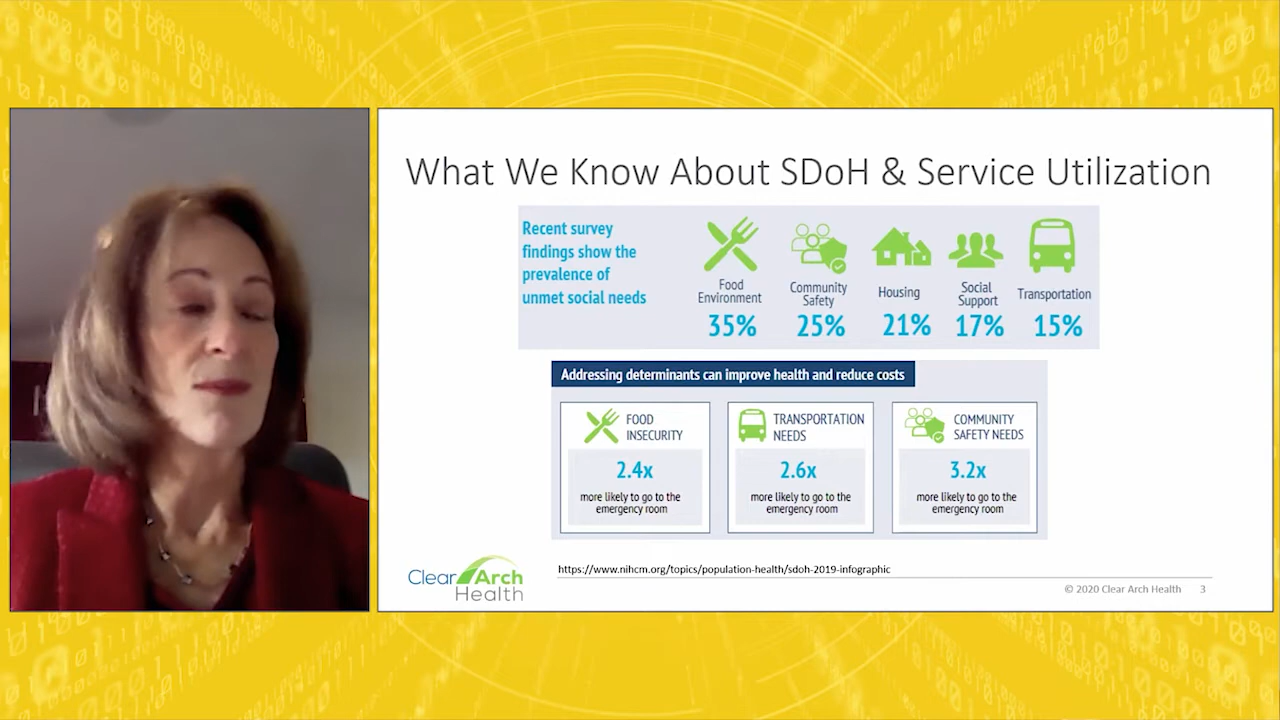 What We Know About SDoH & Service Utilization
Recent survey
findings show the
prevalence of
unmet social needs
Food
Environment
35%
Community
Safety
25%
Housing
21%
Social
Support
17%
Transportation
15%
Addressing determinants can improve health and reduce costs
FOOD
INSECURITY
2.4x
more likely to go to the
emergency room
TRANSPORTATION
NEEDS
2.6x
more likely to go to the
emergency room
COMMUNITY
SAFETY NEEDS
3.2x
more likely to go to the
emergency room
ClearArch
Health
https://www.nihcm.org/topics/population-health/sdoh-2019-infographic
© 2020 Clear Arch Health 3